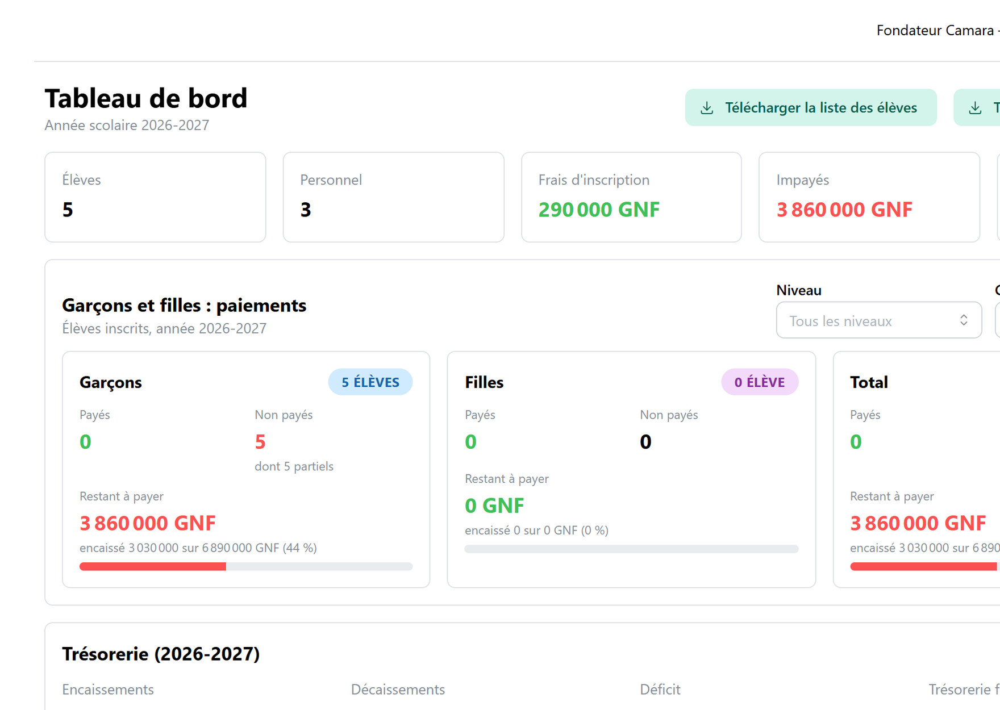 Fondateur Camara -
Tableau de bord
Année scolaire 2026-2027
Télécharger la liste des élèves
Élèves
5
Personnel
3
Frais d'inscription
290 000 GNF
Impayés
3 860 000 GNF
Garçons et filles : paiements
Élèves inscrits, année 2026-2027
Niveau
Tous les niveaux
Garçons
5 ÉLÈVES
Payés
0
Non payés
5
dont 5 partiels
Restant à payer
3 860 000 GNF
encaissé 3 030 000 sur 6 890 000 GNF (44 %)
Filles
0 ÉLÈVE
Payés
0
Non payés
0
Restant à payer
0 GNF
encaissé 0 sur 0 GNF (0 %)
Total
Payés
0
Restant à payer
3 860 000 GNF
encaissé 3 030 000 sur 6 890
Trésorerie (2026-2027)
Encaissements
Décaissements
Déficit
Trésorerie f